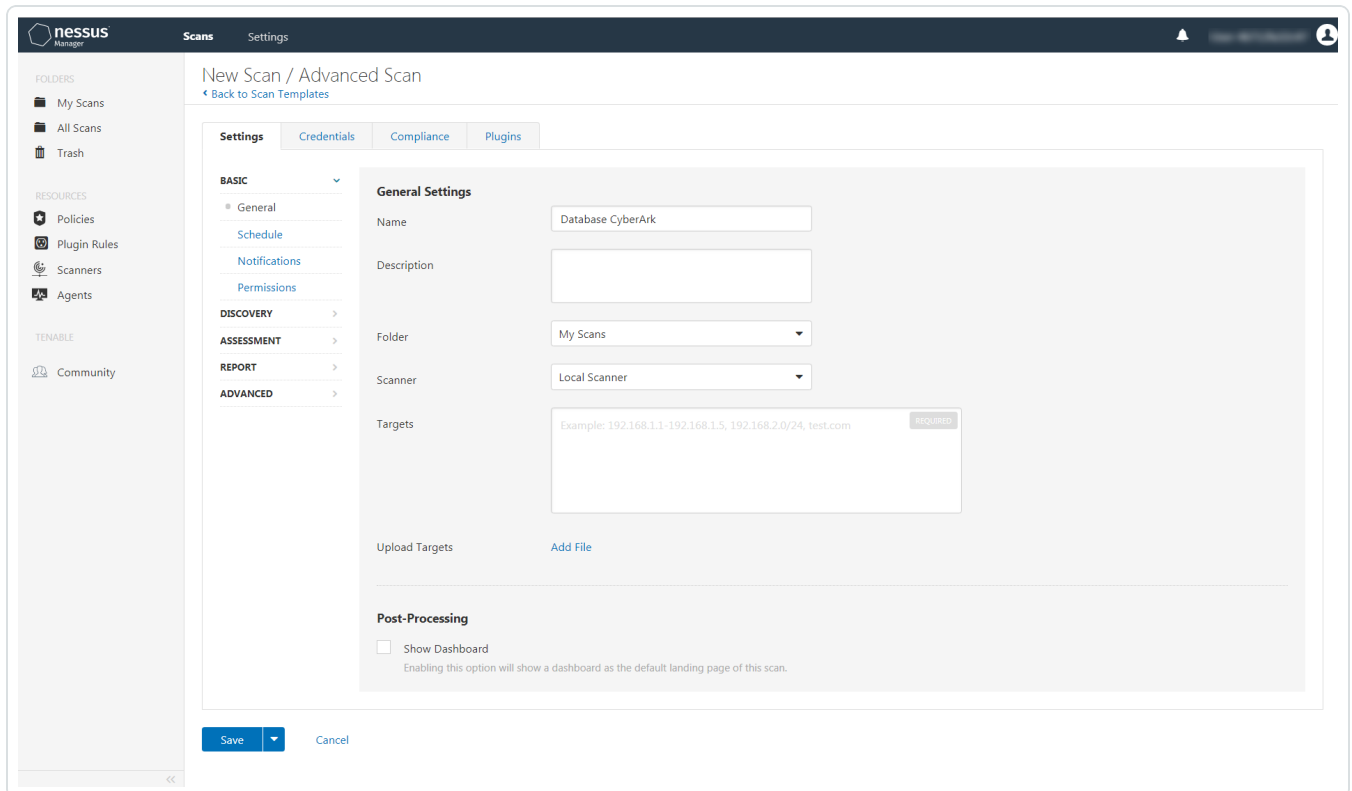 nessus
Manager
Scans
Settings
FOLDERS
My Scans
All Scans
Trash
RESOURCES
Policies
Plugin Rules
Scanners
Agents
TENABLE
Community
New Scan / Advanced Scan
Back to Scan Templates
Settings
Credentials
Compliance
Plugins
BASIC
General
Schedule
Notifications
Permissions
DISCOVERY
ASSESSMENT
REPORT
ADVANCED
General Settings
Name
Database CyberArk
Description
Folder
My Scans
Scanner
Local Scanner
Targets
Example: 192.168.1.1-192.168.1.5, 192.168.2.0/24, test.com
REQUIRED
Upload Targets
Add File
Post-Processing
Show Dashboard
Enabling this option will show a dashboard as the default landing page of this scan.
Save
Cancel